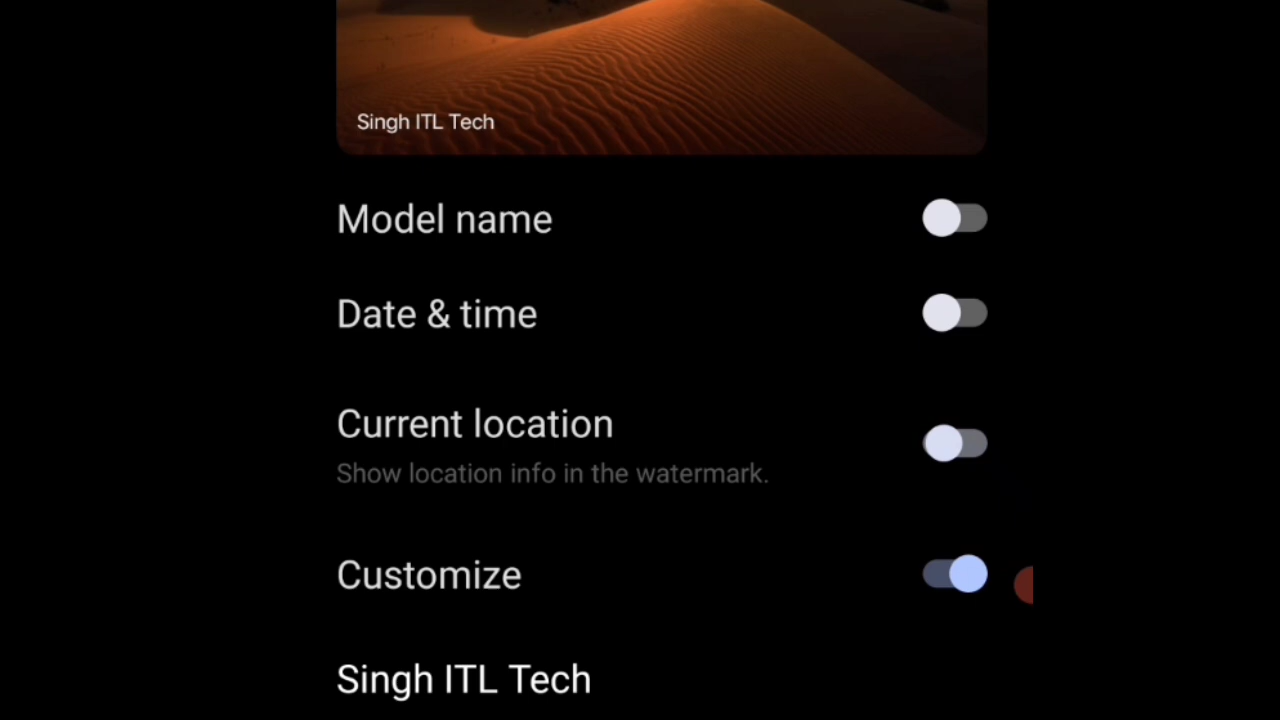 Singh ITL Tech
Model name
Date & time
Current location
Show location info in the watermark.
Customize
Singh ITL Tech